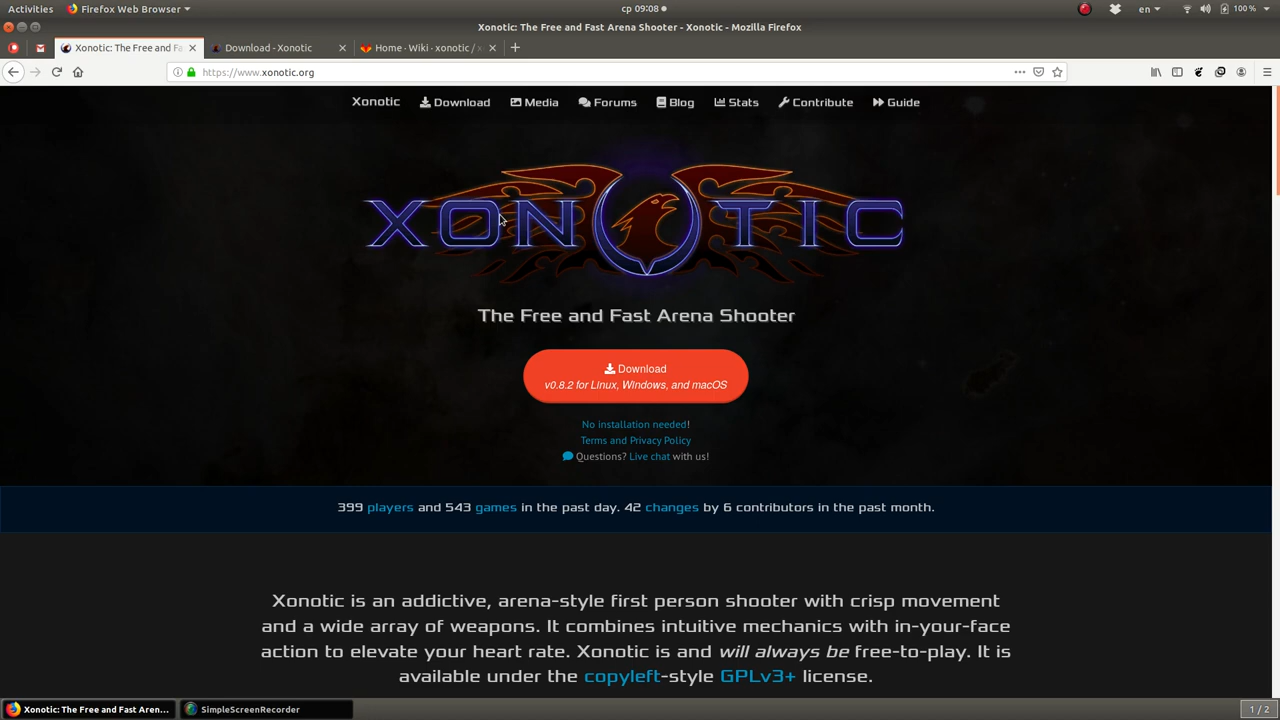 Activities Firefox Web Browser ср 09:08 en 100 %
Xonotic: The Free and Fast Arena Shooter - Xonotic - Mozilla Firefox
Xonotic: The Free and Fa Download - Xonotic Home · Wiki · xonotic / x
https://www.xonotic.org
Xonotic Download Media Forums Blog Stats Contribute Guide
XONOTIC
The Free and Fast Arena Shooter
Download
v0.8.2 for Linux, Windows, and macOS
No installation needed!
Terms and Privacy Policy
Questions? Live chat with us!
399 players and 543 games in the past day. 42 changes by 6 contributors in the past month.
Xonotic is an addictive, arena-style first person shooter with crisp movement
and a wide array of weapons. It combines intuitive mechanics with in-your-face
action to elevate your heart rate. Xonotic is and will always be free-to-play. It is
available under the copyleft-style GPLv3+ license.
Xonotic: The Free and Fast Aren... SimpleScreenRecorder 1 / 2